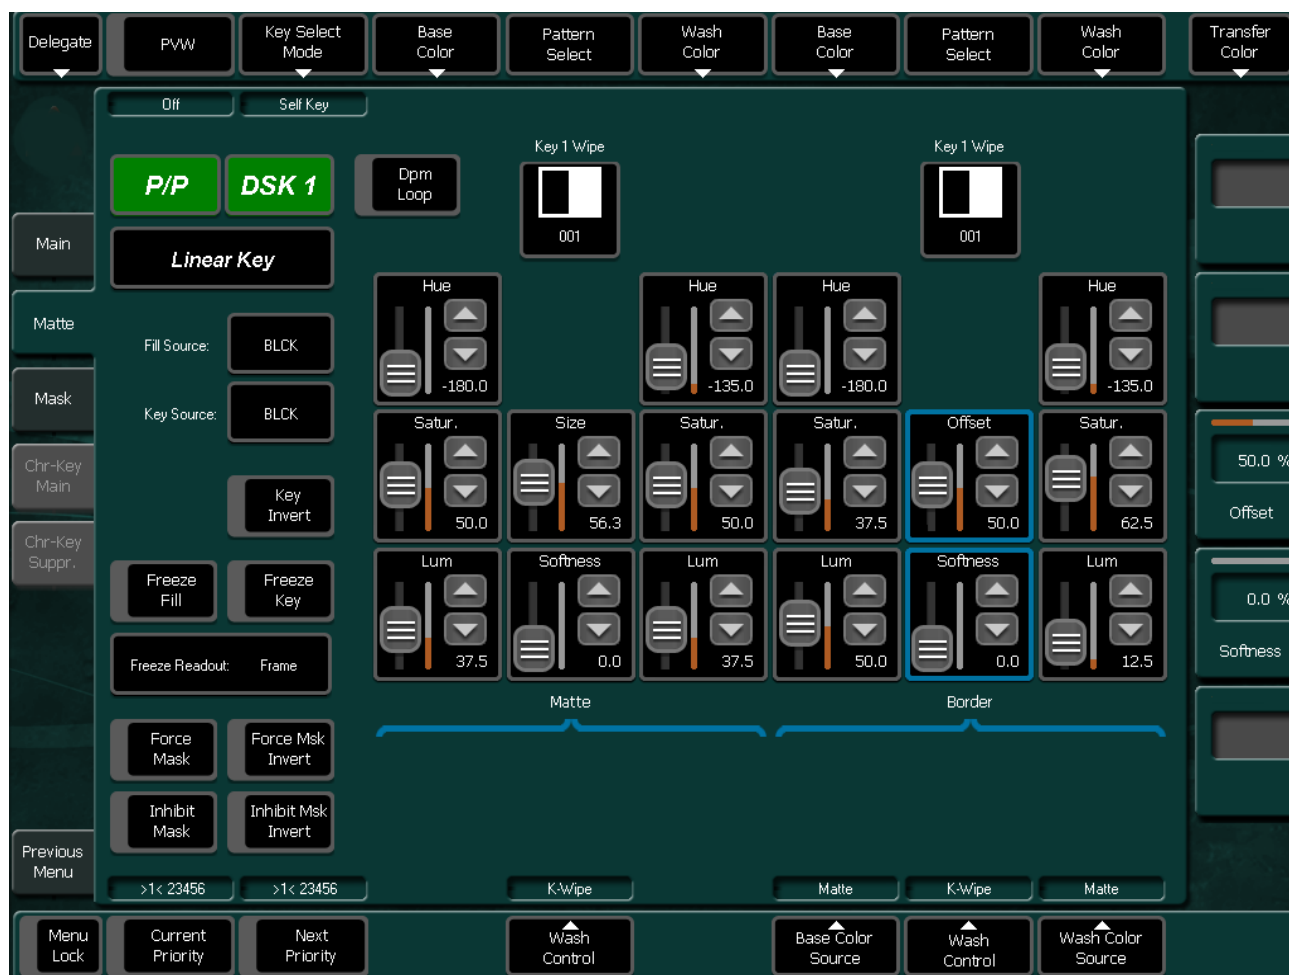 Delegate
PVW
Key Select
Mode
Base
Color
Pattern
Select
Wash
Color
Base
Color
Pattern
Select
Wash
Color
Transfer
Color
Off
Self Key
Key 1 Wipe
Key 1 Wipe
P/P
DSK 1
Dpm
Loop
001
001
Main
Linear Key
Hue
Hue
Hue
Hue
Matte
Fill Source:
BLCK
-180.0
-135.0
-180.0
-135.0
Mask
Key Source:
BLCK
Satur.
Size
Satur.
Satur.
Offset
Satur.
Chr-Key
Main
50.0 %
Key
Invert
50.0
56.3
50.0
37.5
50.0
62.5
Offset
Chr-Key
Suppr.
Lum
Softness
Lum
Lum
Softness
Lum
Freeze
Fill
Freeze
Key
0.0 %
Freeze Readout:
Frame
37.5
0.0
37.5
50.0
0.0
12.5
Softness
Matte
Border
Force
Mask
Force Msk
Invert
Inhibit
Mask
Inhibit Msk
Invert
Previous
Menu
>1< 23456
>1< 23456
K-Wipe
Matte
K-Wipe
Matte
Menu
Lock
Current
Priority
Next
Priority
Wash
Control
Base Color
Source
Wash
Control
Wash Color
Source